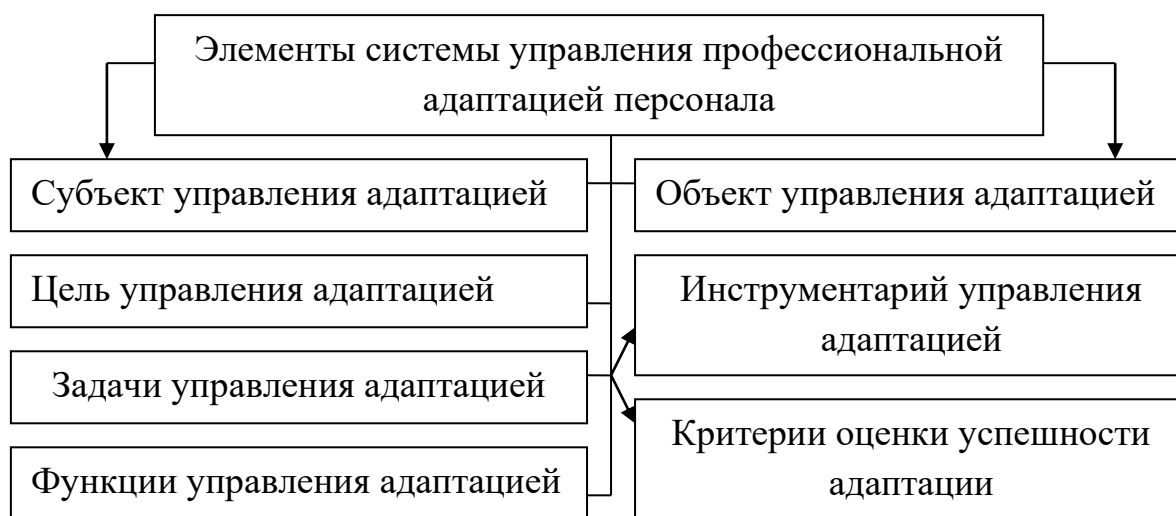 Элементы системы управления профессиональной
адаптацией персонала
Субъект управления адаптацией
Объект управления адаптацией
Цель управления адаптацией
Инструментарий управления
адаптацией
Задачи управления адаптацией
Критерии оценки успешности
адаптации
Функции управления адаптацией